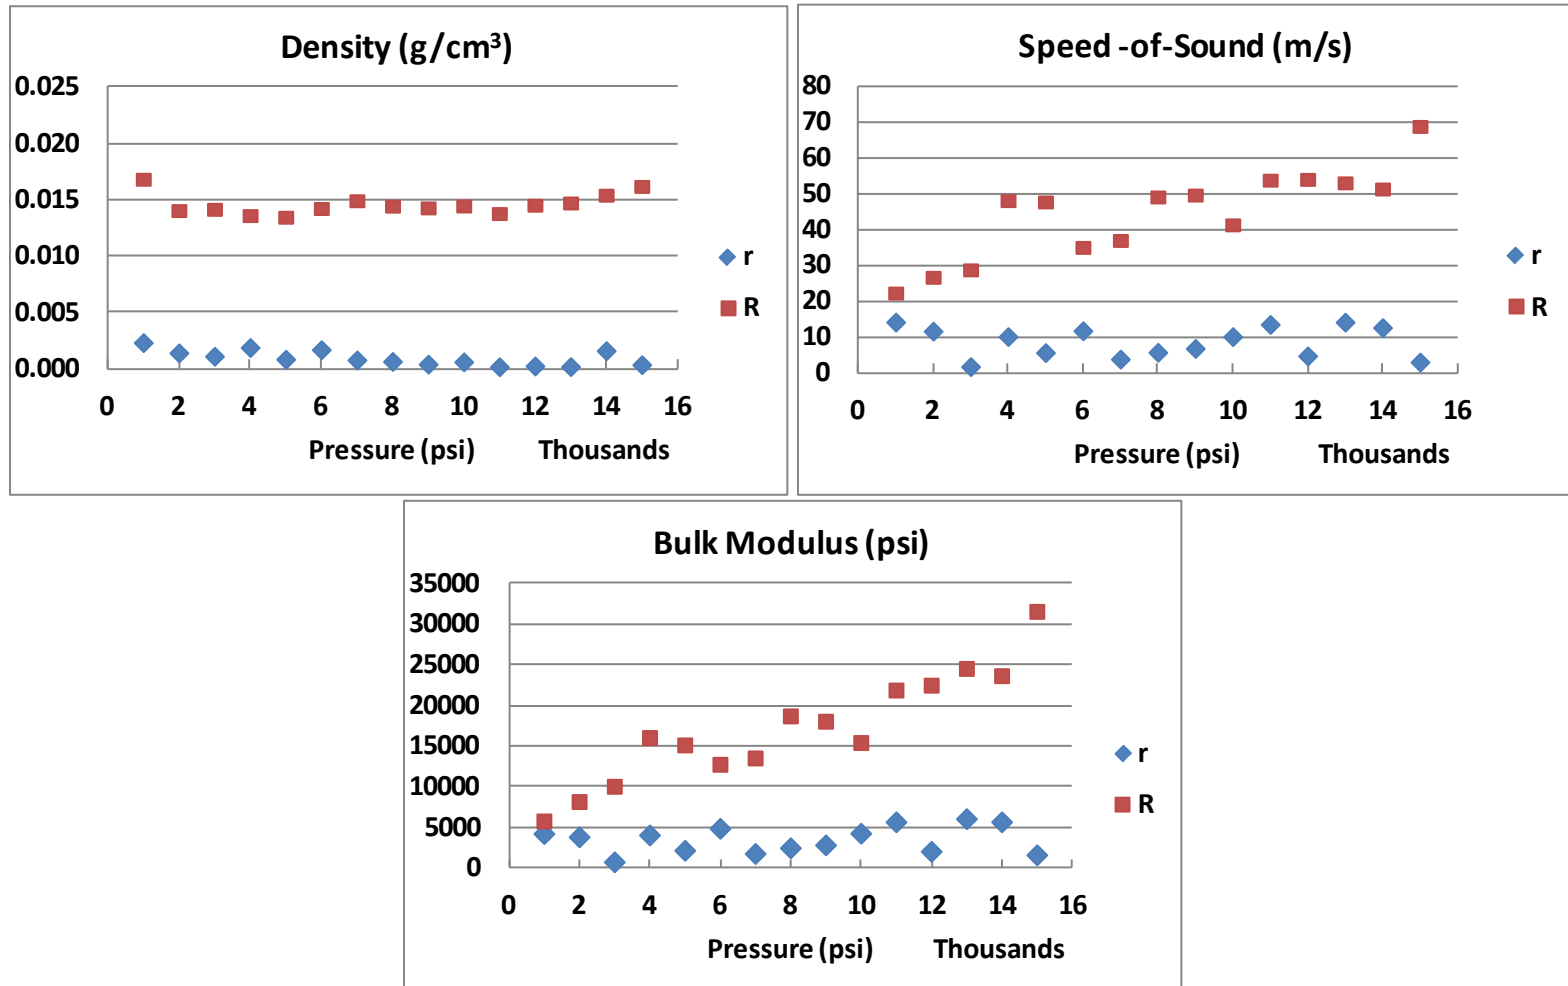 Density (g/cm³)
0.025
0.020
0.015
0.010
0.005
0.000
0 2 4 6 8 10 12 14 16
Pressure (psi) Thousands
r
R
Speed -of-Sound (m/s)
80
70
60
50
40
30
20
10
0
0 2 4 6 8 10 12 14 16
Pressure (psi) Thousands
r
R
Bulk Modulus (psi)
35000
30000
25000
20000
15000
10000
5000
0
0 2 4 6 8 10 12 14 16
Pressure (psi) Thousands
r
R